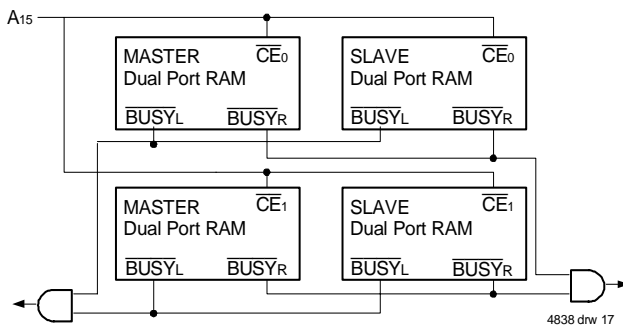 A15
MASTER CE0 SLAVE CE0
Dual Port RAM Dual Port RAM
BUSYL BUSYR BUSYL BUSYR
MASTER CE1 SLAVE CE1
Dual Port RAM Dual Port RAM
BUSYL BUSYR BUSYL BUSYR
4838 drw 17